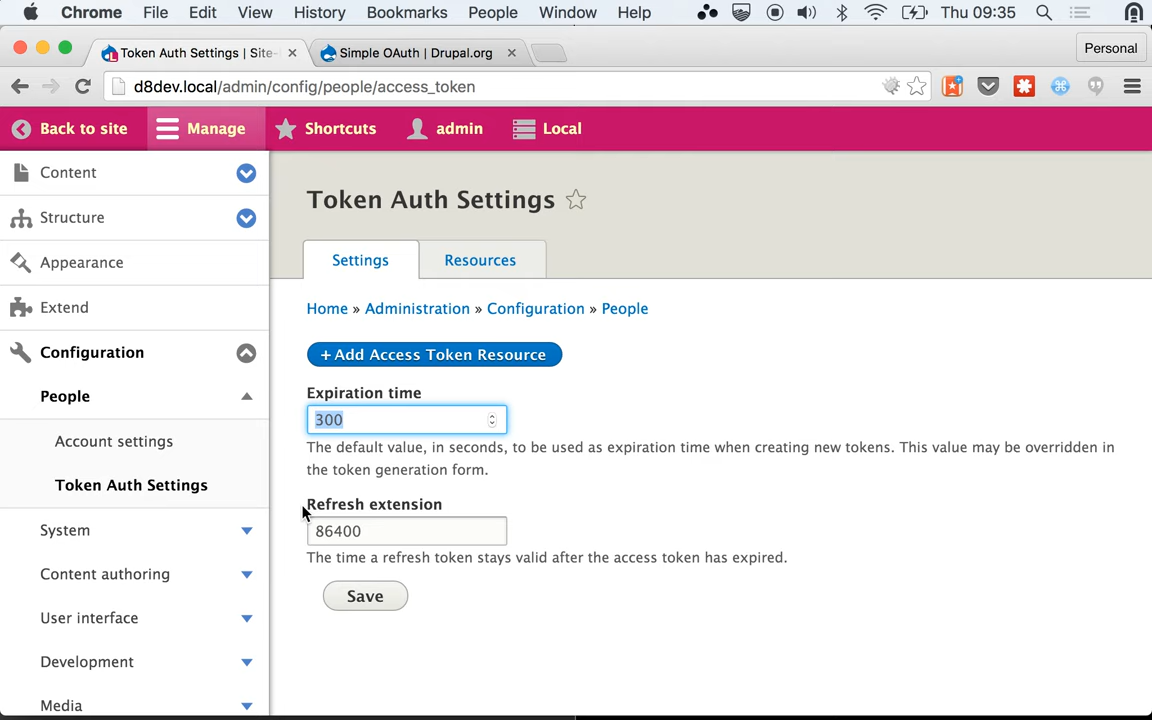 Chrome File Edit View History Bookmarks People Window Help Thu 09:35
Token Auth Settings | Site- Simple OAuth | Drupal.org Personal
d8dev.local/admin/config/people/access_token
Back to site Manage Shortcuts admin Local
Content
Structure
Appearance
Extend
Configuration
People
Account settings
Token Auth Settings
System
Content authoring
User interface
Development
Media
Token Auth Settings
Settings Resources
Home » Administration » Configuration » People
+ Add Access Token Resource
Expiration time
300
The default value, in seconds, to be used as expiration time when creating new tokens. This value may be overridden in
the token generation form.
Refresh extension
86400
The time a refresh token stays valid after the access token has expired.
Save